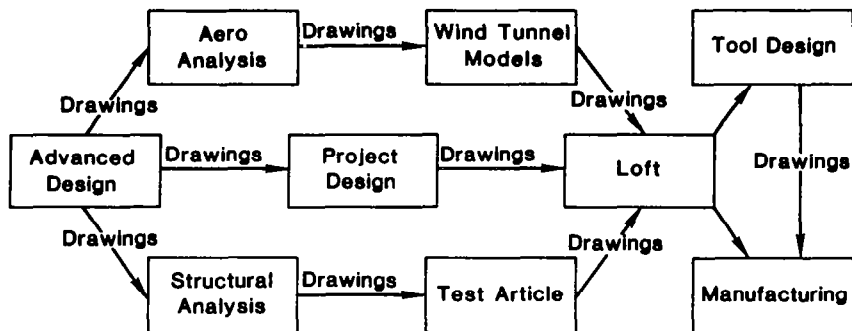 Aero
Analysis
Drawings
Wind Tunnel
Models
Tool Design
Drawings
Drawings
Advanced
Design
Drawings
Project
Design
Drawings
Loft
Drawings
Drawings
Structural
Analysis
Drawings
Test Article
Drawings
Manufacturing